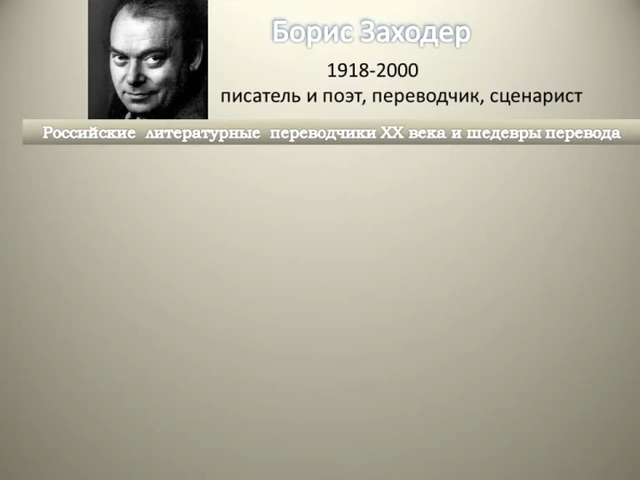 Борис Заходер
1918-2000
писатель и поэт, переводчик, сценарист
Российские литературные переводчики XX века и шедевры перевода